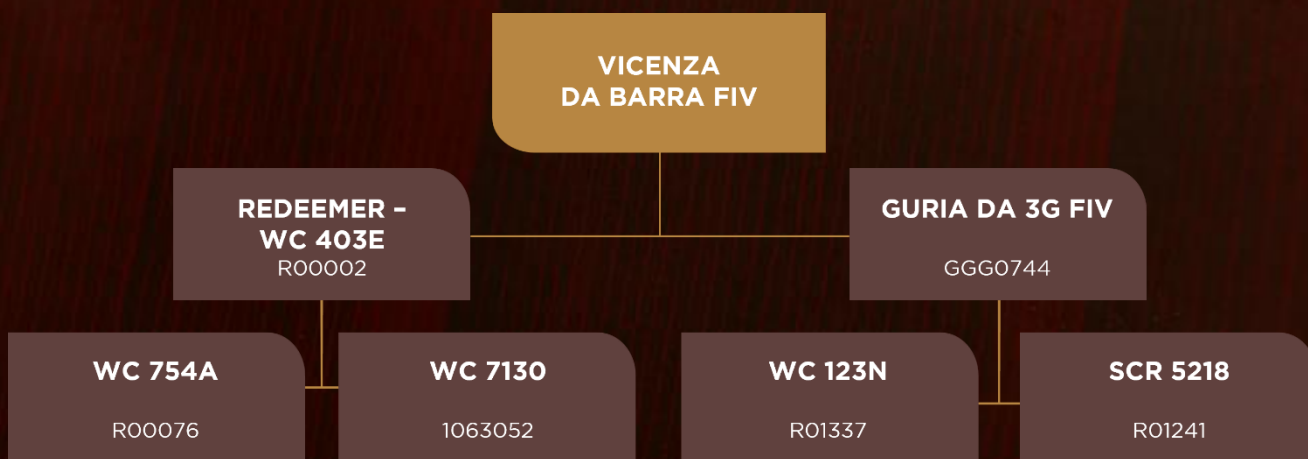 VICENZA
DA BARRA FIV
REDEEMER –
WC 403E
R00002
GURIA DA 3G FIV
GGG0744
WC 754A
R00076
WC 7130
1063052
WC 123N
R01337
SCR 5218
R01241